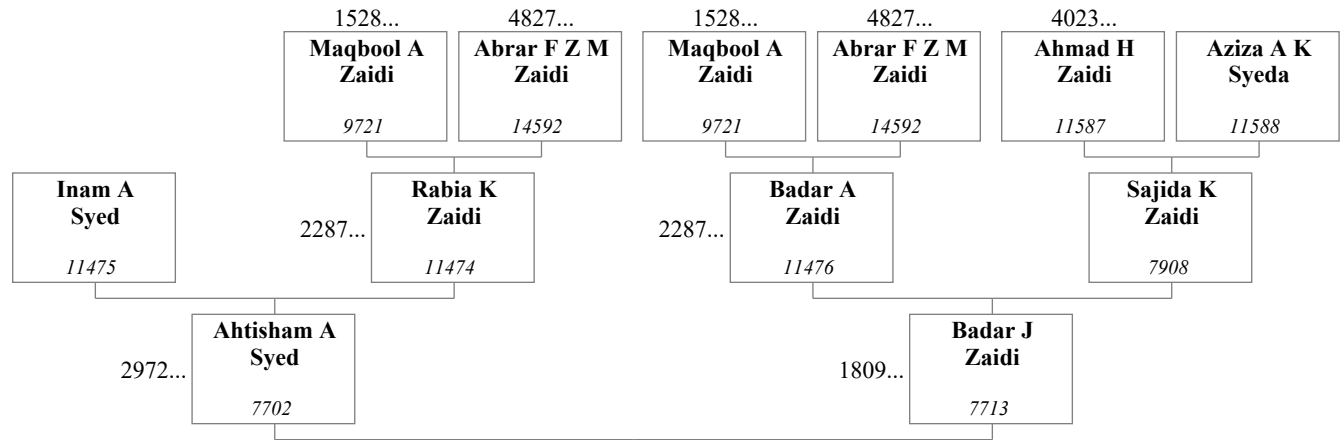 1528... 4827... 1528... 4827... 4023...
Maqbool A Abrar F Z M Maqbool A Abrar F Z M Ahmad H Aziza A K
Zaidi Zaidi Zaidi Zaidi Zaidi Syeda
9721 14592 9721 14592 11587 11588
Inam A Rabia K Badar A Sajida K
Syed Zaidi Zaidi Zaidi
2287... 2287...
11475 11474 11476 7908
Ahtisham A Badar J
Syed Zaidi
2972... 1809...
7702 7713